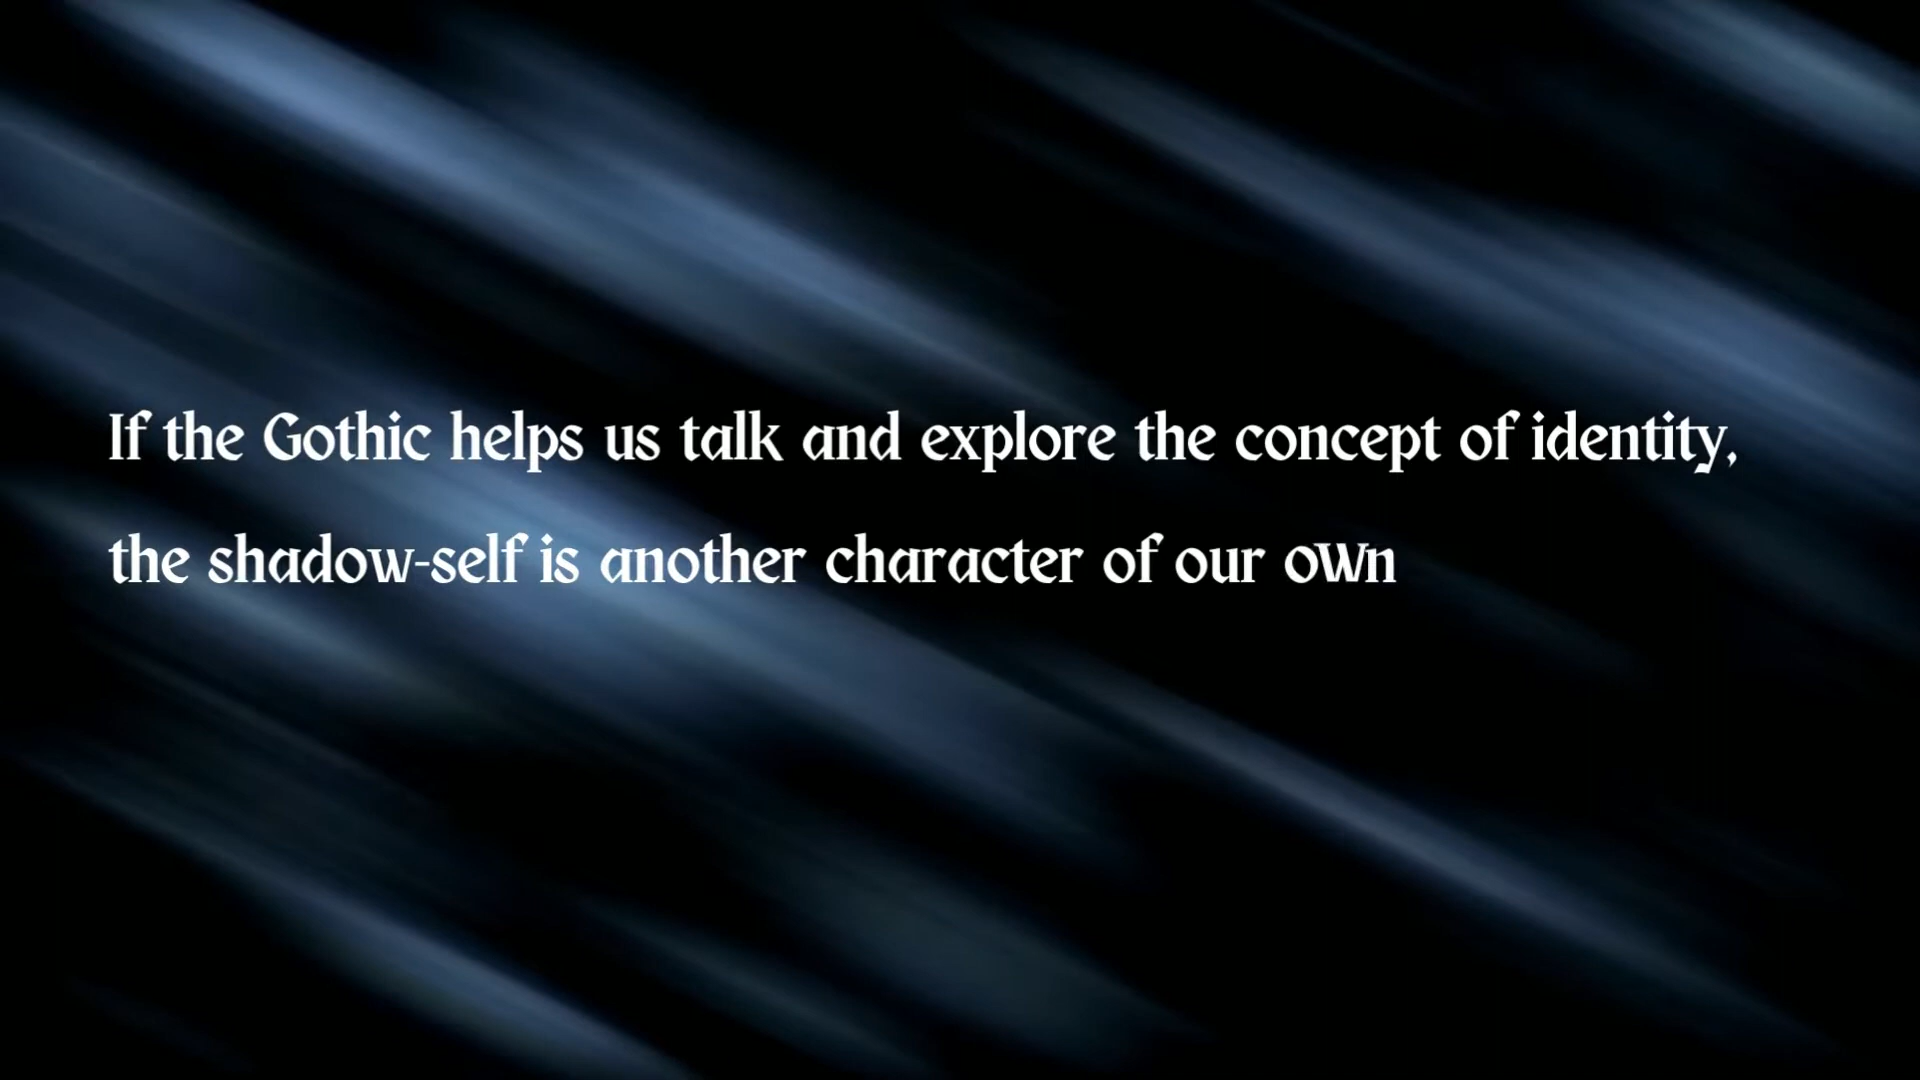 If the Gothic helps us talk and explore the concept of identity,
the shadow-self is another character of our own